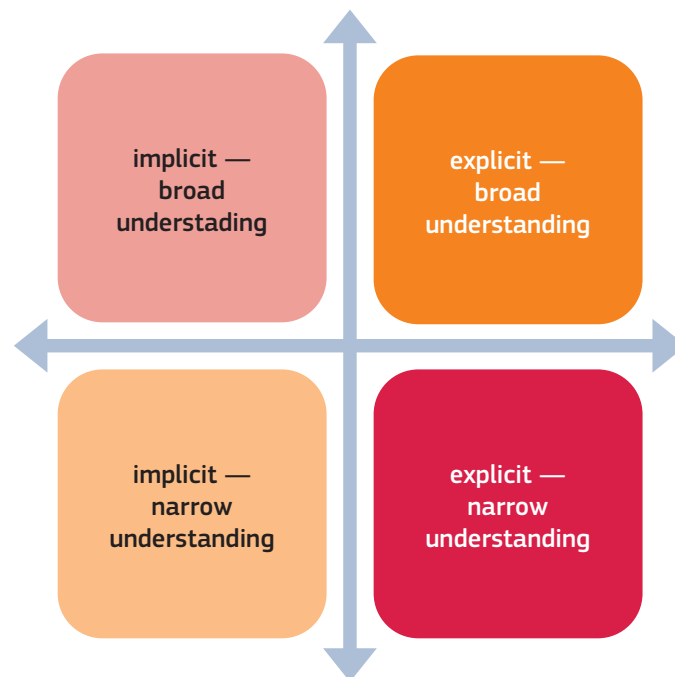 implicit —
broad
understading
explicit —
broad
understanding
implicit —
narrow
understanding
explicit —
narrow
understanding